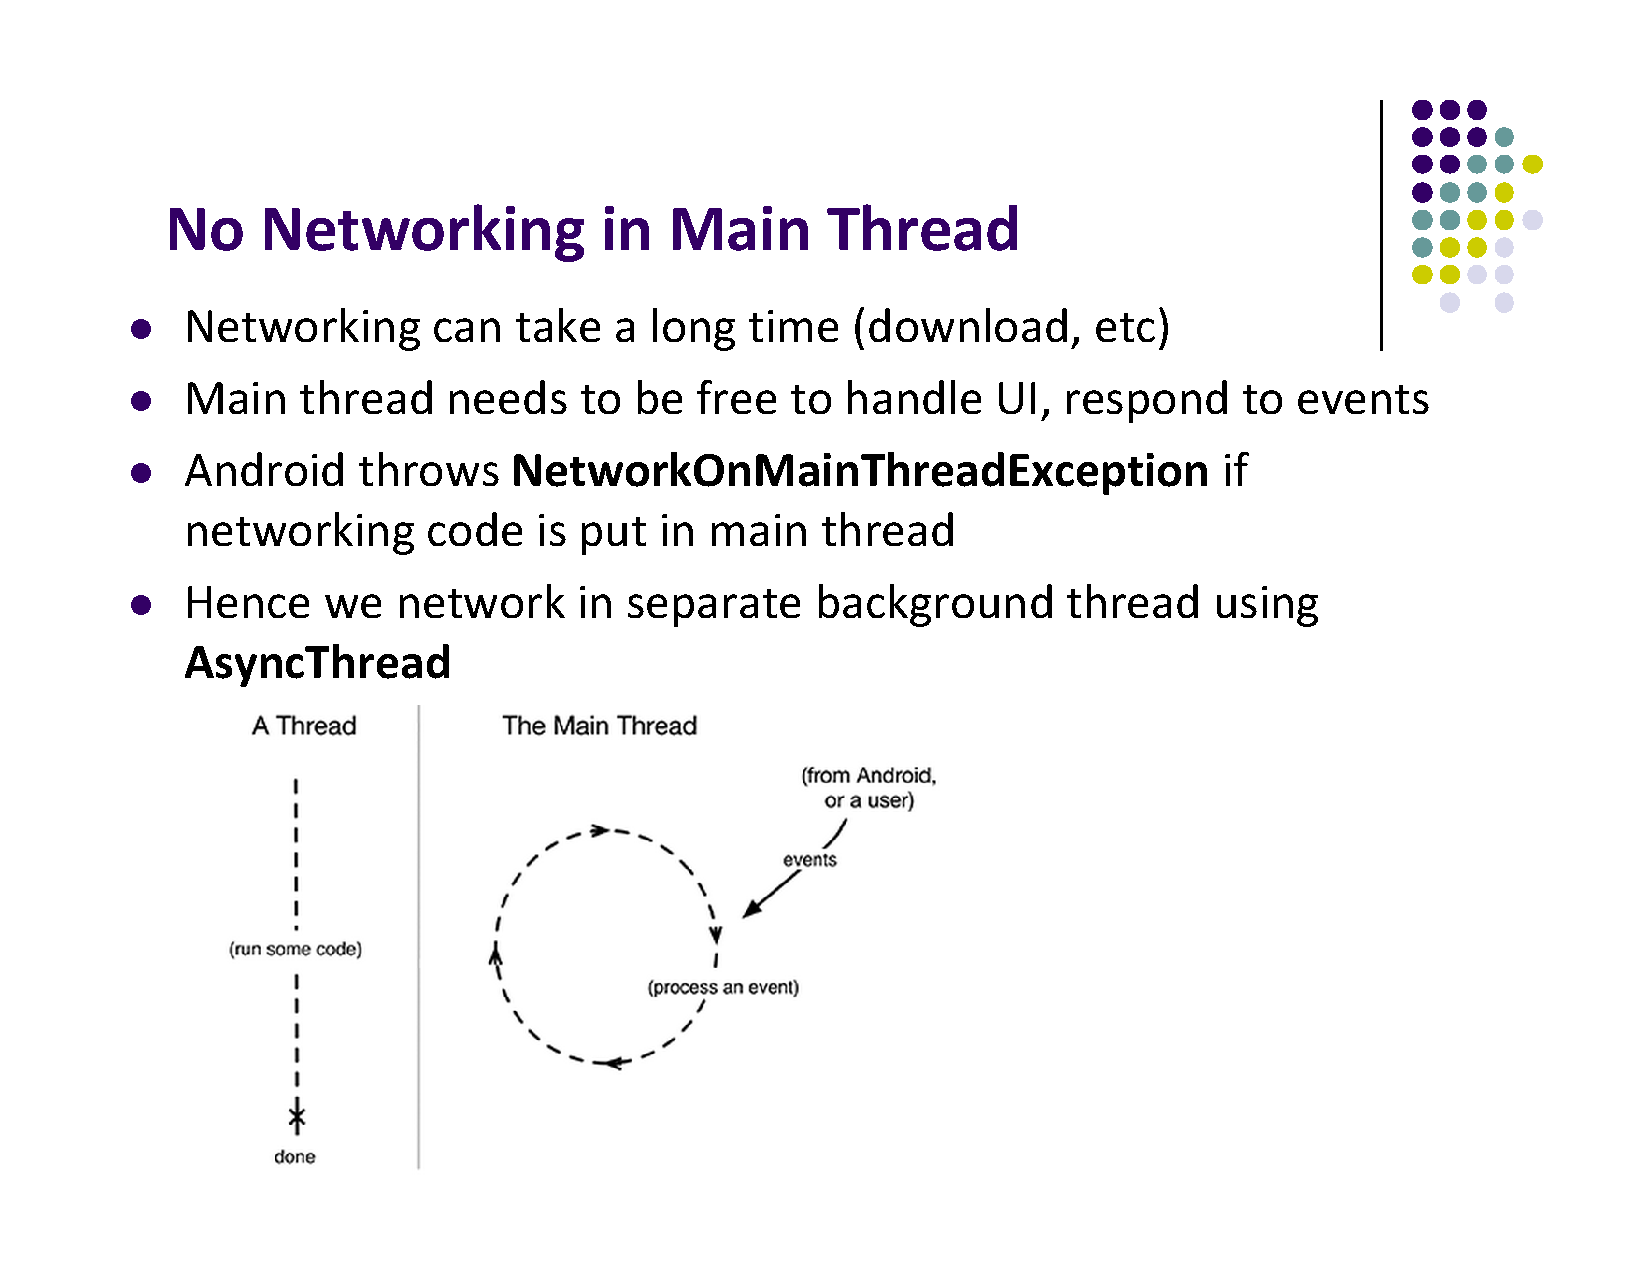 No Networking in Main Thread
Networking can take a long time (download, etc)
Main thread needs to be free to handle UI, respond to events
Android throws NetworkOnMainThreadException if
networking code is put in main thread
Hence we network in separate background thread using
AsyncThread
A Thread
(run some code)
done
The Main Thread
(from Android,
or a user)
events
(process an event)